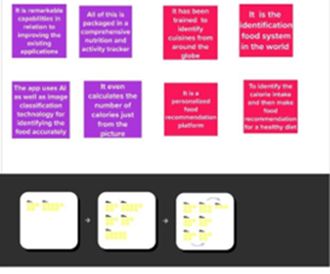 It is remarkable
capabilities in
relation to
improving the
existing
applications
All of this is
packaged in a
comprehensive
nutrition and
activity tracker
It has been
trained to
identify
cuisines from
around the
globe
It is the
identification
food system
in the world
The app uses AI
as well as image
classification
technology for
identifying the
food accurately
It even
calculates the
number of
calories just
from the
picture
It is a
personalized
food
recommendation
platform
To identify the
calorie intake
and then make
food
recommendation
for a healthy diet